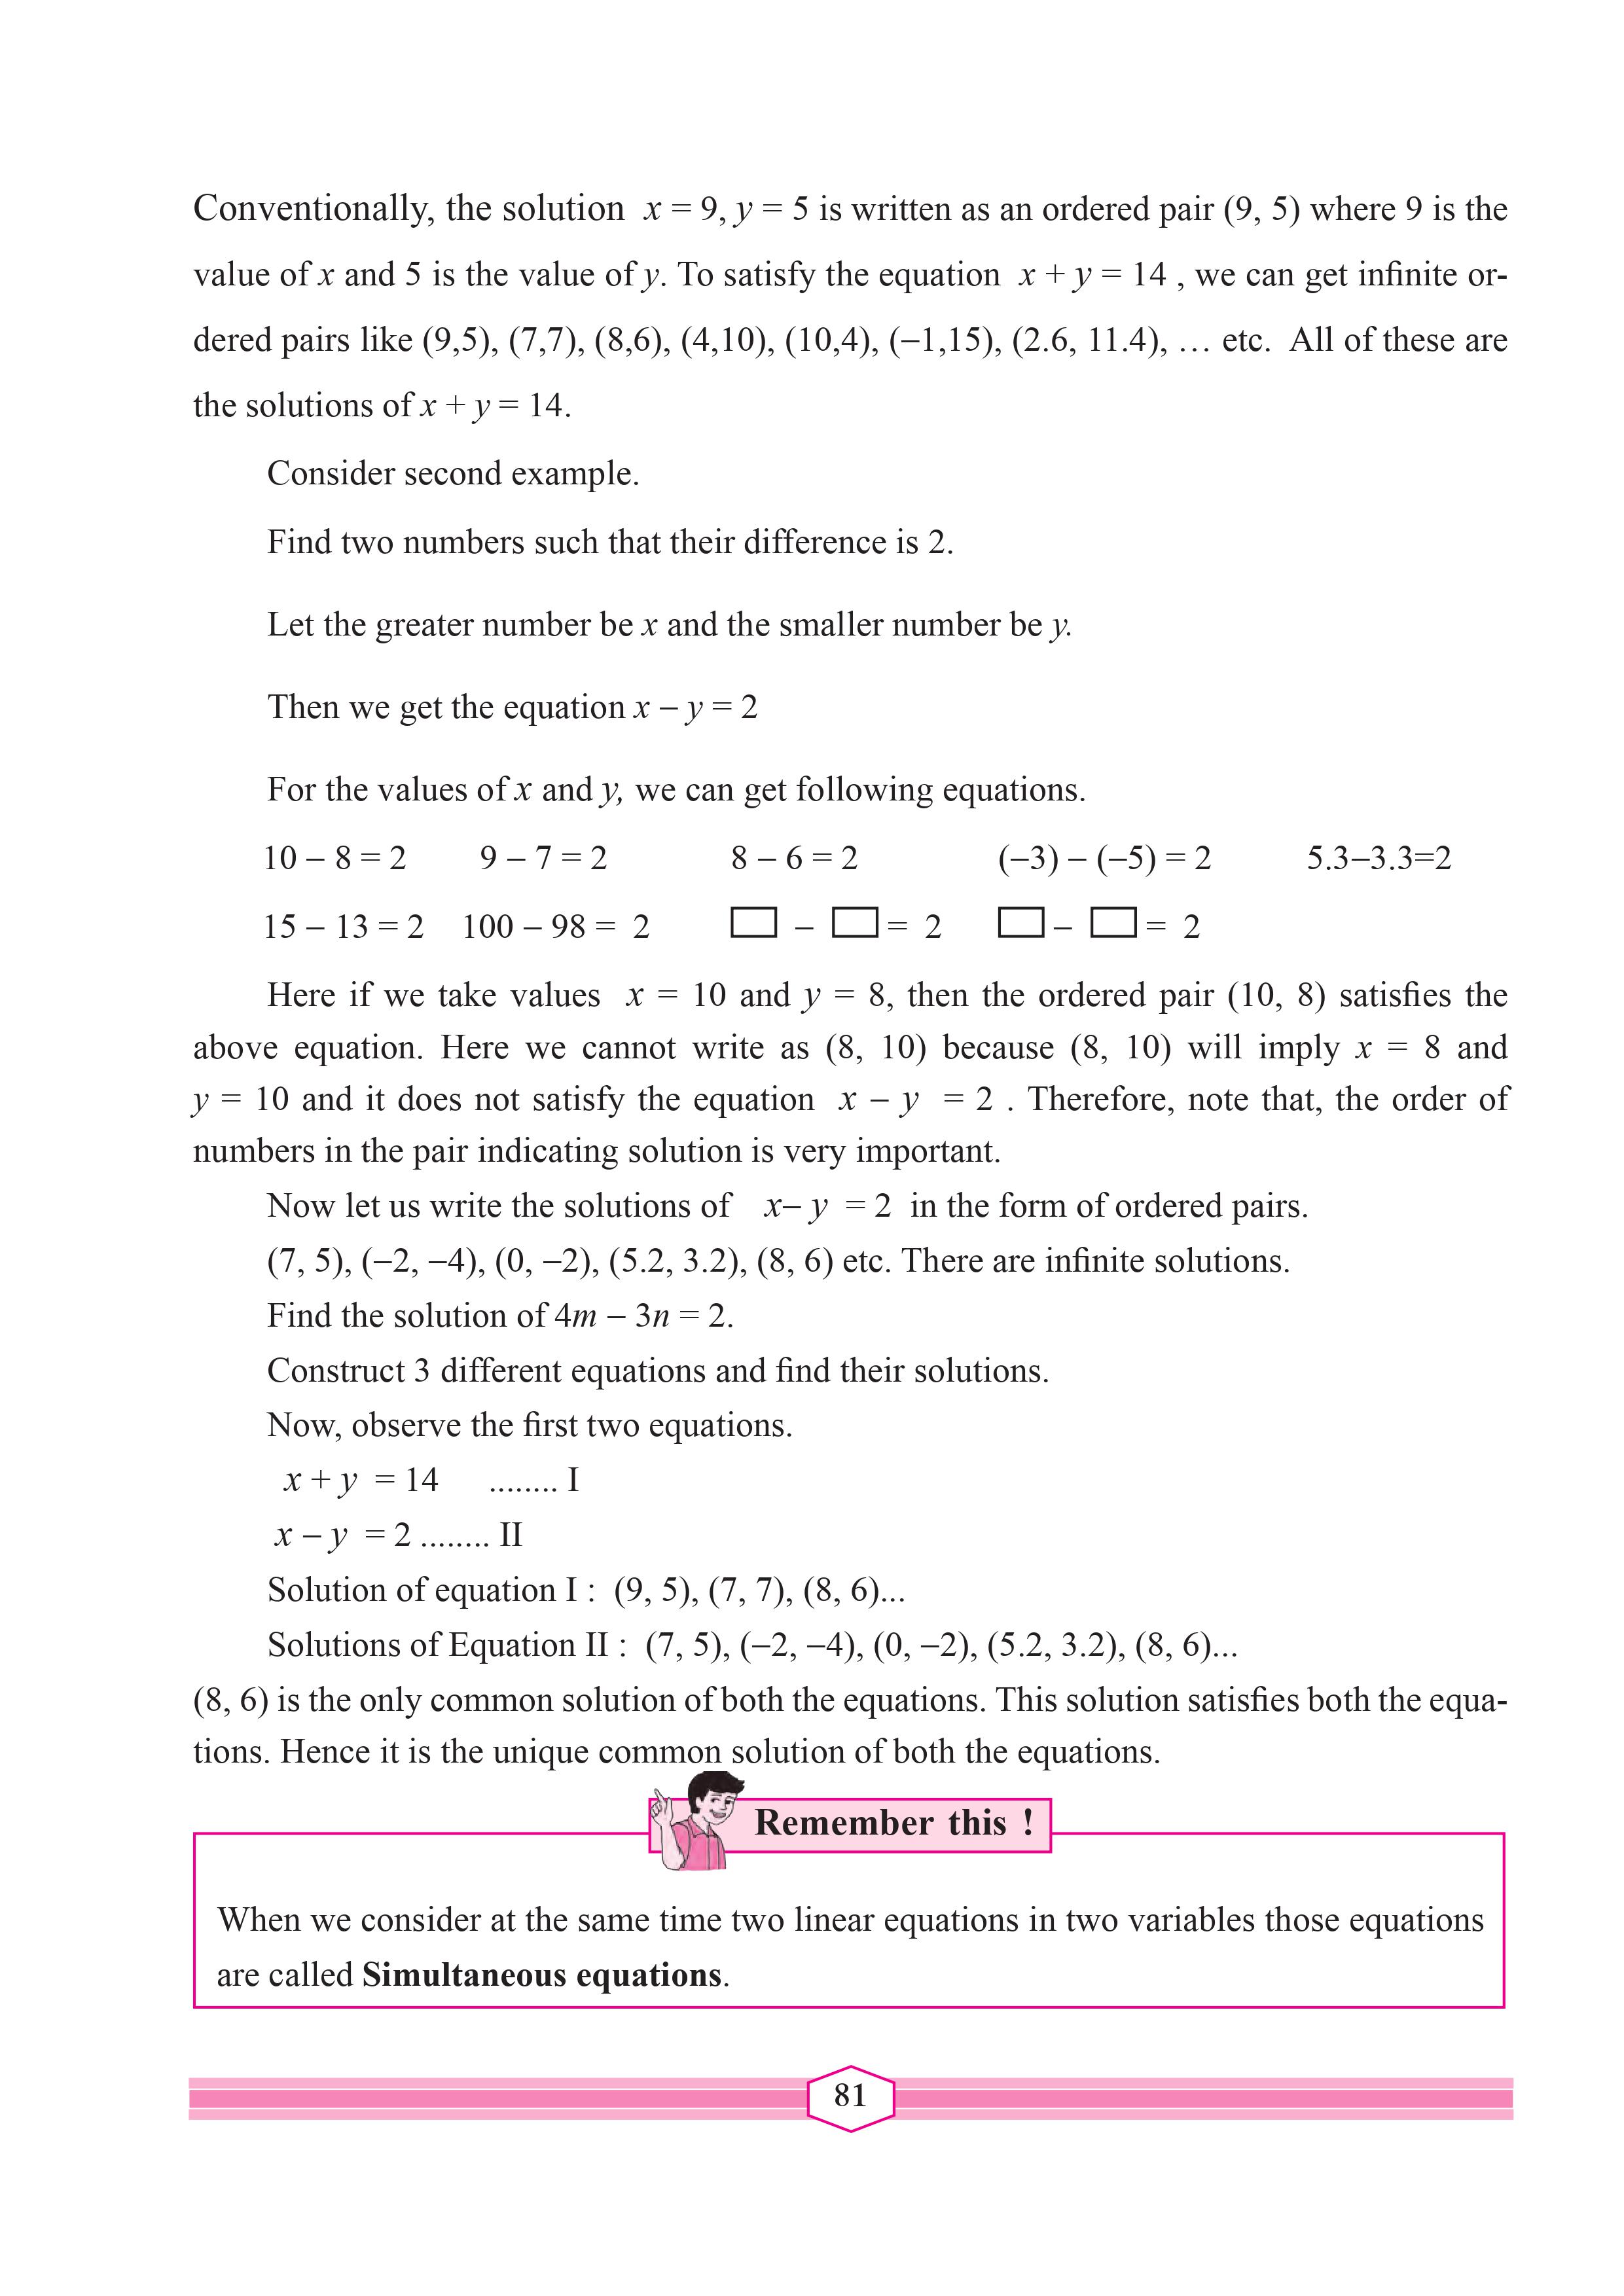 Conventionally, the solution x = 9, y = 5 is written as an ordered pair (9, 5) where 9 is the
value of x and 5 is the value of y. To satisfy the equation x + y = 14 , we can get infinite or-
dered pairs like (9,5), (7,7), (8,6), (4,10), (10,4), (−1,15), (2.6, 11.4), … etc. All of these are
the solutions of x + y = 14.
Consider second example.
Find two numbers such that their difference is 2.
Let the greater number be x and the smaller number be y.
Then we get the equation x − y = 2
For the values of x and y, we can get following equations.
10 − 8 = 2 9 − 7 = 2 8 − 6 = 2 (−3) − (−5) = 2 5.3−3.3=2
15 − 13 = 2 100 − 98 = 2 □ − □ = 2 □ − □ = 2
Here if we take values x = 10 and y = 8, then the ordered pair (10, 8) satisfies the
above equation. Here we cannot write as (8, 10) because (8, 10) will imply x = 8 and
y = 10 and it does not satisfy the equation x − y = 2 . Therefore, note that, the order of
numbers in the pair indicating solution is very important.
Now let us write the solutions of x− y = 2 in the form of ordered pairs.
(7, 5), (−2, −4), (0, −2), (5.2, 3.2), (8, 6) etc. There are infinite solutions.
Find the solution of 4m − 3n = 2.
Construct 3 different equations and find their solutions.
Now, observe the first two equations.
x + y = 14 ........ I
x − y = 2 ........ II
Solution of equation I : (9, 5), (7, 7), (8, 6)...
Solutions of Equation II : (7, 5), (−2, −4), (0, −2), (5.2, 3.2), (8, 6)...
(8, 6) is the only common solution of both the equations. This solution satisfies both the equa-
tions. Hence it is the unique common solution of both the equations.
Remember this !
When we consider at the same time two linear equations in two variables those equations
are called Simultaneous equations.
81